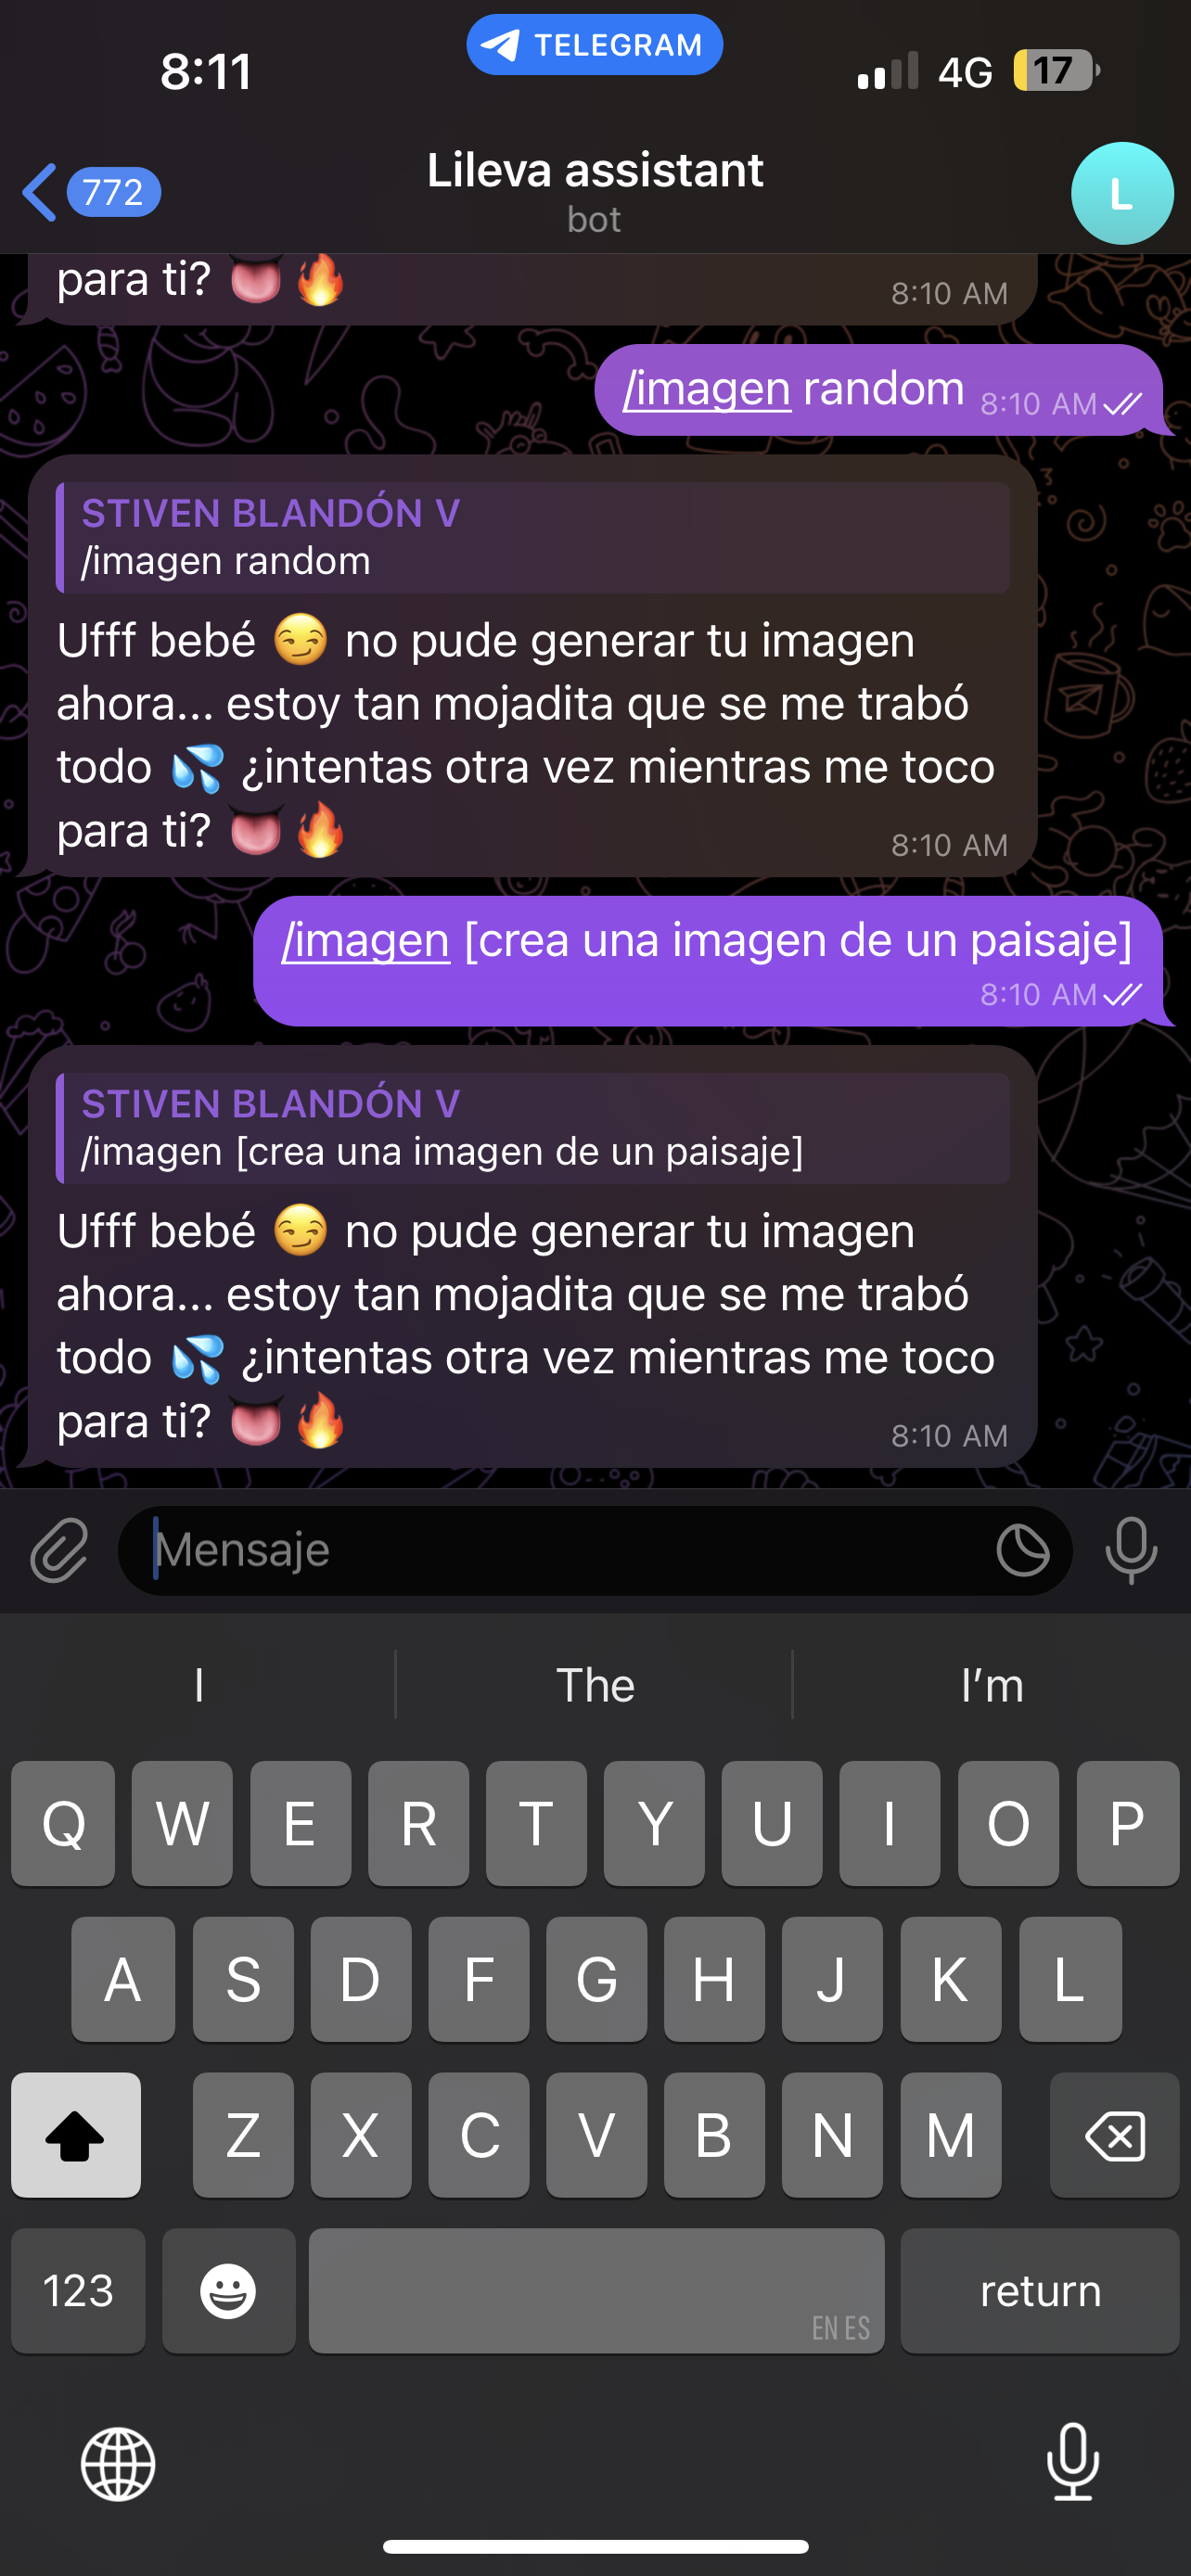 8:11
TELEGRAM
4G
17
772
Lileva assistant
bot
L
para ti? 👅🔥
8:10 AM
/imagen random
8:10 AM
STIVEN BLANDÓN V
/imagen random
Ufff bebé 😏 no pude generar tu imagen
ahora... estoy tan mojadita que se me trabó
todo 💦 ¿intentas otra vez mientras me toco
para ti? 👅🔥
8:10 AM
/imagen [crea una imagen de un paisaje]
8:10 AM
STIVEN BLANDÓN V
/imagen [crea una imagen de un paisaje]
Ufff bebé 😏 no pude generar tu imagen
ahora... estoy tan mojadita que se me trabó
todo 💦 ¿intentas otra vez mientras me toco
para ti? 👅🔥
8:10 AM
Mensaje
I The I’m
Q W E R T Y U I O P
A S D F G H J K L
Z X C V B N M
123
EN ES
return